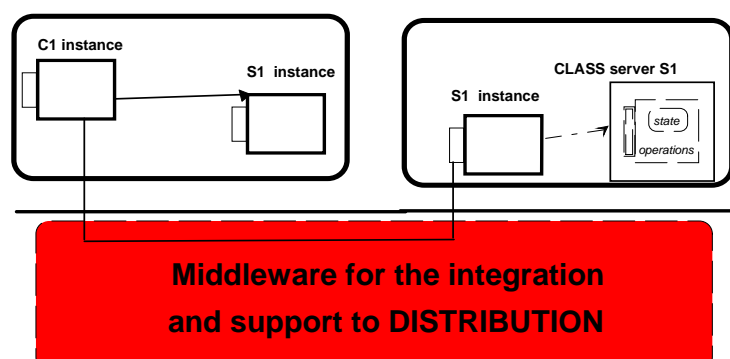 C1 instance
S1 instance
CLASS server S1
S1 instance
state
operations
Middleware for the integration
and support to DISTRIBUTION